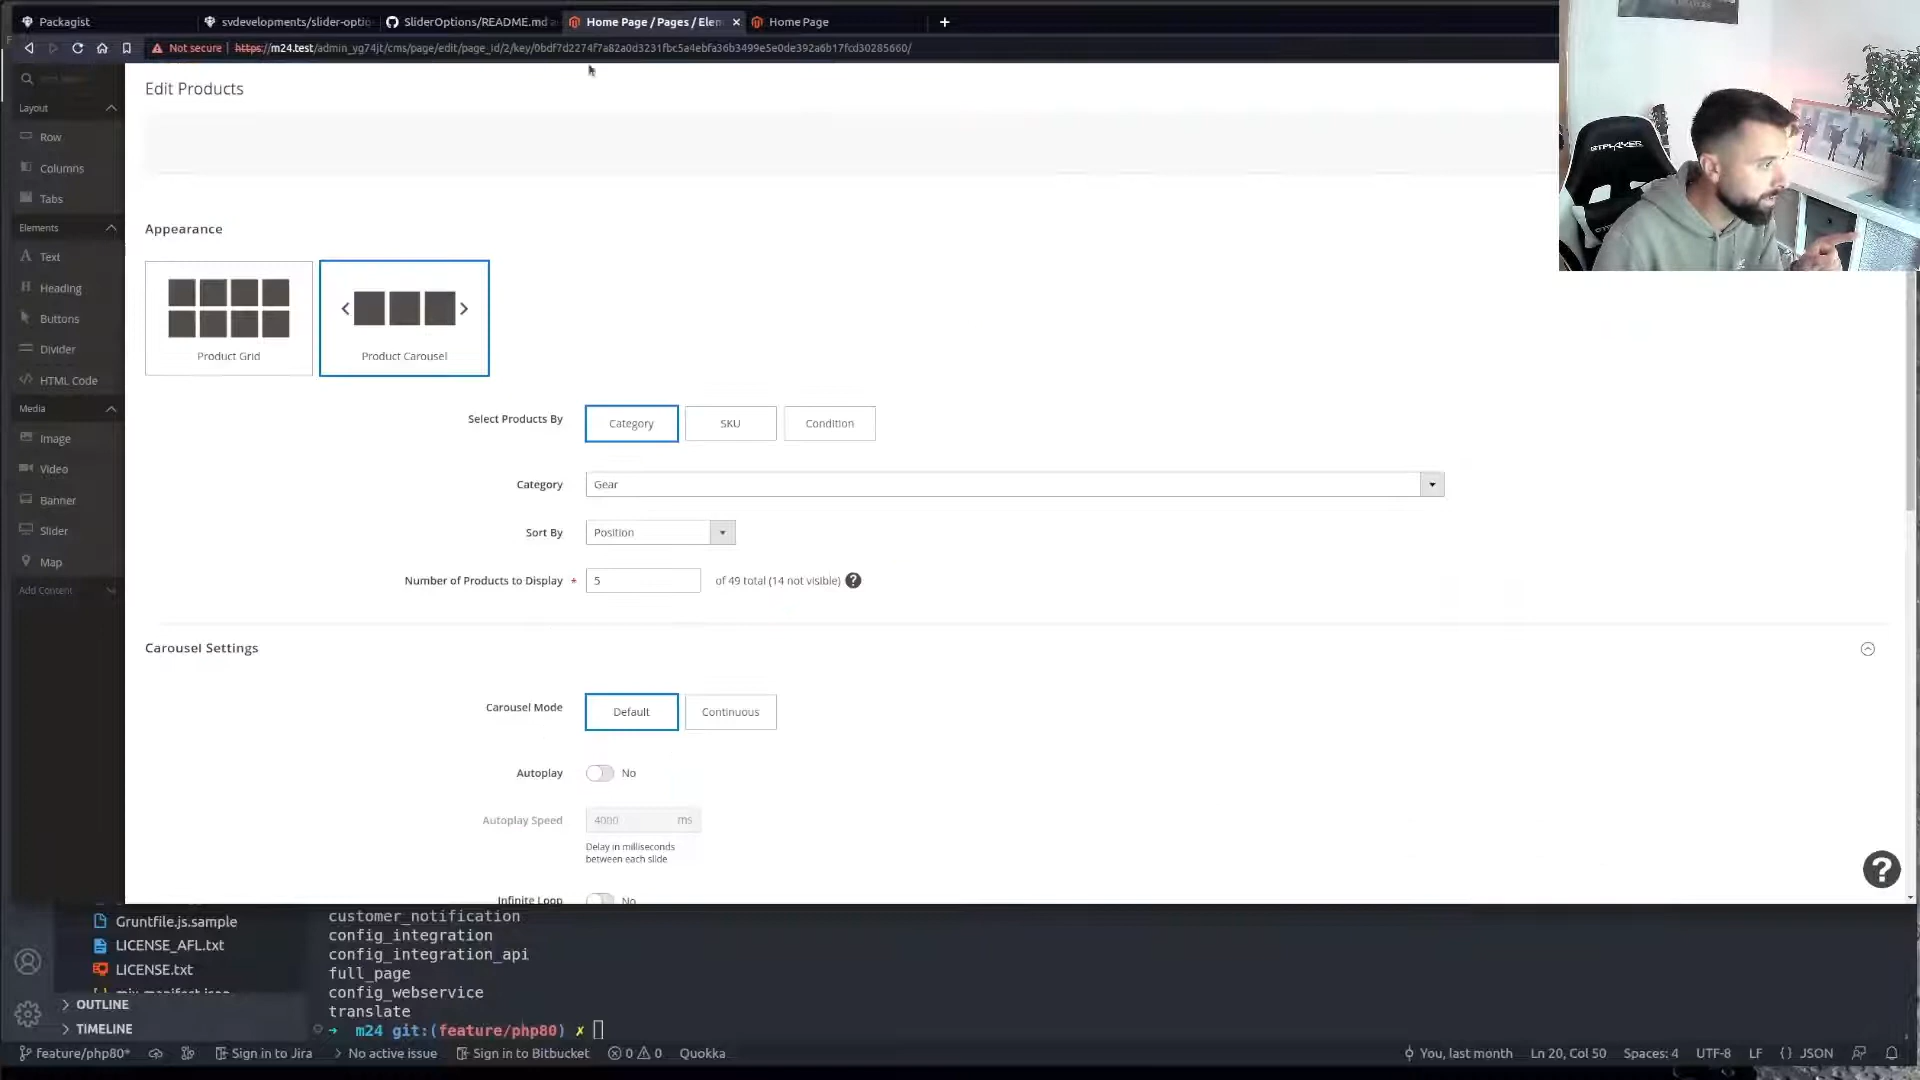 Packagist
svdevelopments/slider-optio
SliderOptions/README.md a
Home Page / Pages / Elem
Home Page
Not secure
https://m24.test/admin_yg74jt/cms/page/edit/page_id/2/key/0bdf7d2274f7a82a0d3231fbc5a4ebfa36b3499e5e0de392a6b17fcd30285660/
Layout
Row
Columns
Tabs
Elements
Text
Heading
Buttons
Divider
HTML Code
Media
Image
Video
Banner
Slider
Map
Add Content
Edit Products
Appearance
Product Grid
Product Carousel
Select Products By
Category
SKU
Condition
Category
Gear
Sort By
Position
Number of Products to Display *
5
of 49 total (14 not visible)
Carousel Settings
Carousel Mode
Default
Continuous
Autoplay
No
Autoplay Speed
4000 ms
Delay in milliseconds
between each slide
Infinite Loop
No
GTPLAYER
Gruntfile.js.sample
LICENSE_AFL.txt
LICENSE.txt
OUTLINE
TIMELINE
customer_notification
config_integration
config_integration_api
full_page
config_webservice
translate
➜ m24 git:(feature/php80) ✗
feature/php80*
Sign in to Jira
No active issue
Sign in to Bitbucket
0
0
Quokka
You, last month
Ln 20, Col 50
Spaces: 4
UTF-8
LF
{ } JSON